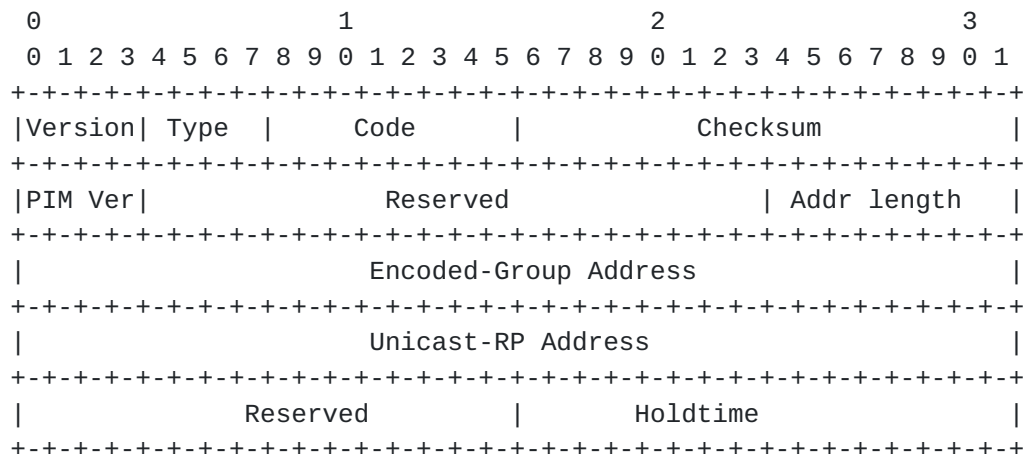 0                   1                   2                   3
 0 1 2 3 4 5 6 7 8 9 0 1 2 3 4 5 6 7 8 9 0 1 2 3 4 5 6 7 8 9 0 1
+-+-+-+-+-+-+-+-+-+-+-+-+-+-+-+-+-+-+-+-+-+-+-+-+-+-+-+-+-+-+-+-+
|Version| Type  |     Code      |           Checksum            |
+-+-+-+-+-+-+-+-+-+-+-+-+-+-+-+-+-+-+-+-+-+-+-+-+-+-+-+-+-+-+-+-+
|PIM Ver|               Reserved                | Addr length   |
+-+-+-+-+-+-+-+-+-+-+-+-+-+-+-+-+-+-+-+-+-+-+-+-+-+-+-+-+-+-+-+-+
|                      Encoded-Group Address                    |
+-+-+-+-+-+-+-+-+-+-+-+-+-+-+-+-+-+-+-+-+-+-+-+-+-+-+-+-+-+-+-+-+
|                      Unicast-RP Address                       |
+-+-+-+-+-+-+-+-+-+-+-+-+-+-+-+-+-+-+-+-+-+-+-+-+-+-+-+-+-+-+-+-+
|              Reserved         |       Holdtime                |
+-+-+-+-+-+-+-+-+-+-+-+-+-+-+-+-+-+-+-+-+-+-+-+-+-+-+-+-+-+-+-+-+